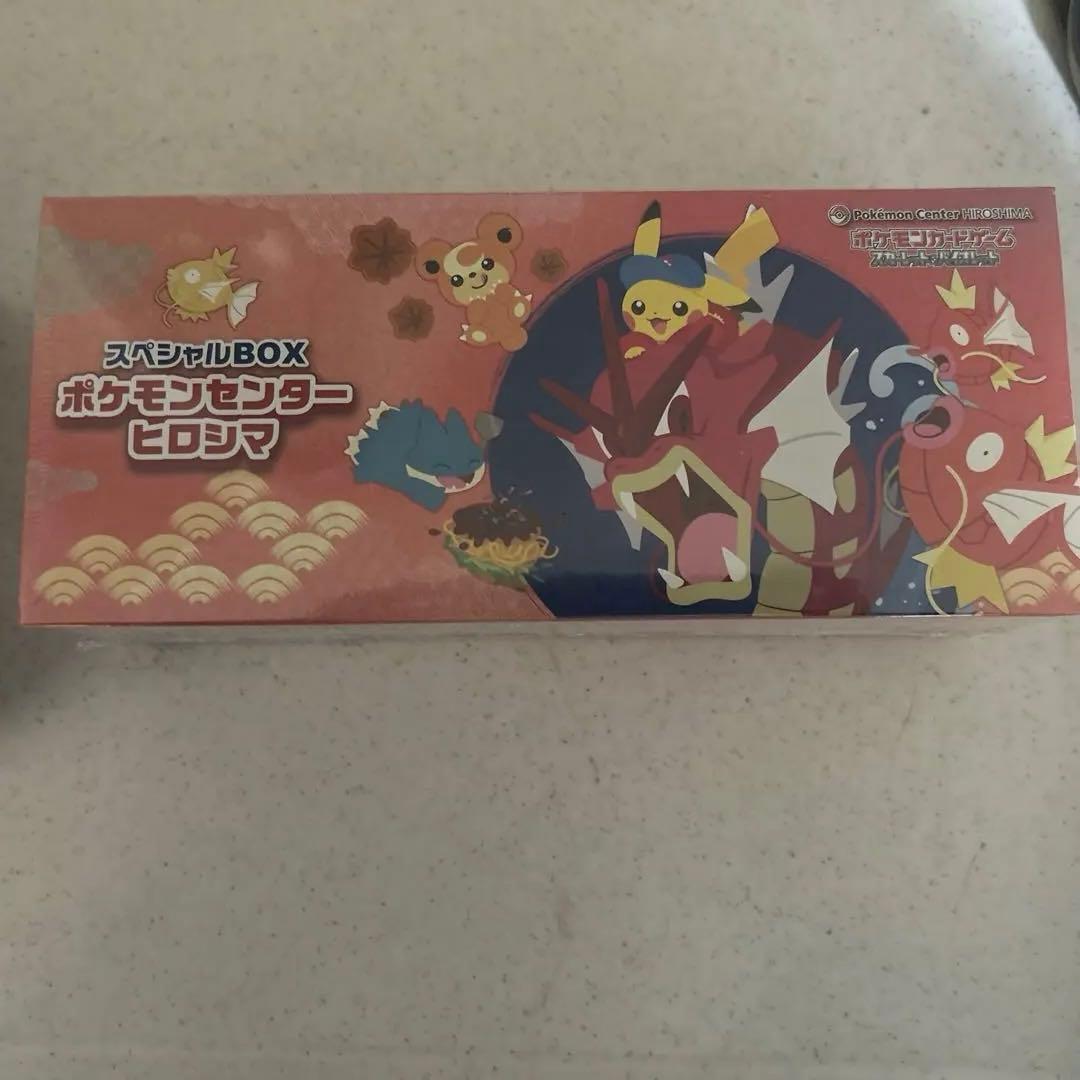 スペシャルBOX
ポケモンセンター
ヒロシマ
Pokémon Center HIROSHIMA
ポケモンカードゲーム
スカーレット&バイオレット